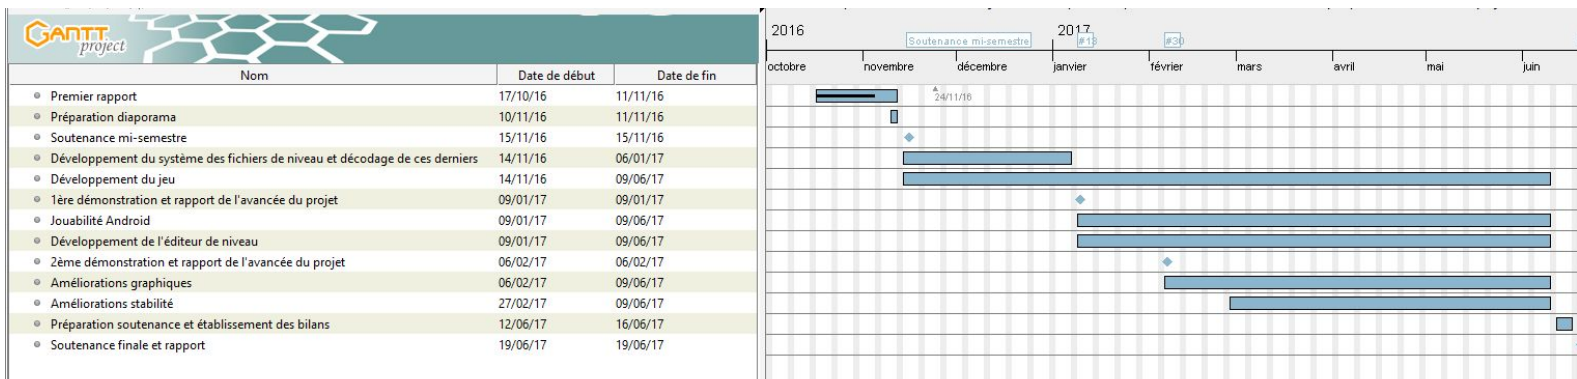 GANTT
project
2016
2017
Soutenance mi-semestre
#13
#30
Nom Date de début Date de fin
octobre novembre décembre janvier février mars avril mai juin
Premier rapport 17/10/16 11/11/16
24/11/16
Préparation diaporama 10/11/16 11/11/16
Soutenance mi-semestre 15/11/16 15/11/16
Développement du système des fichiers de niveau et décodage de ces derniers 14/11/16 06/01/17
Développement du jeu 14/11/16 09/06/17
1ère démonstration et rapport de l'avancée du projet 09/01/17 09/01/17
Jouabilité Android 09/01/17 09/06/17
Développement de l'éditeur de niveau 09/01/17 09/06/17
2ème démonstration et rapport de l'avancée du projet 06/02/17 06/02/17
Améliorations graphiques 06/02/17 09/06/17
Améliorations stabilité 27/02/17 09/06/17
Préparation soutenance et établissement des bilans 12/06/17 16/06/17
Soutenance finale et rapport 19/06/17 19/06/17